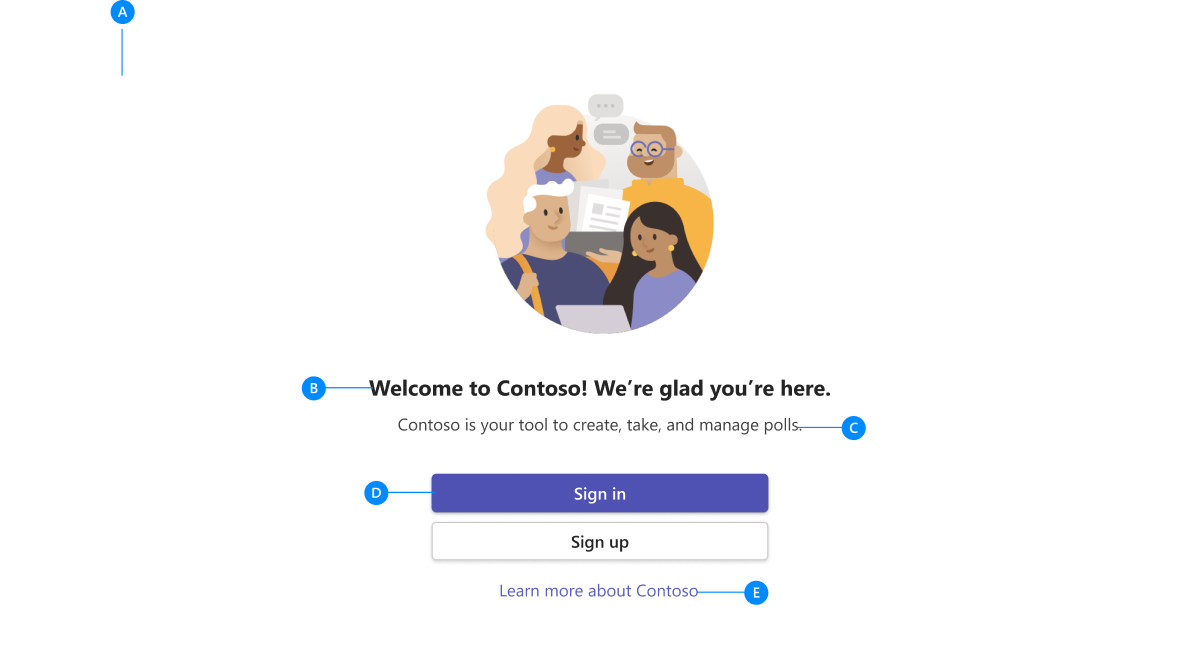 A
B
Welcome to Contoso! We’re glad you’re here.
Contoso is your tool to create, take, and manage polls.
C
D
Sign in
Sign up
Learn more about Contoso
E